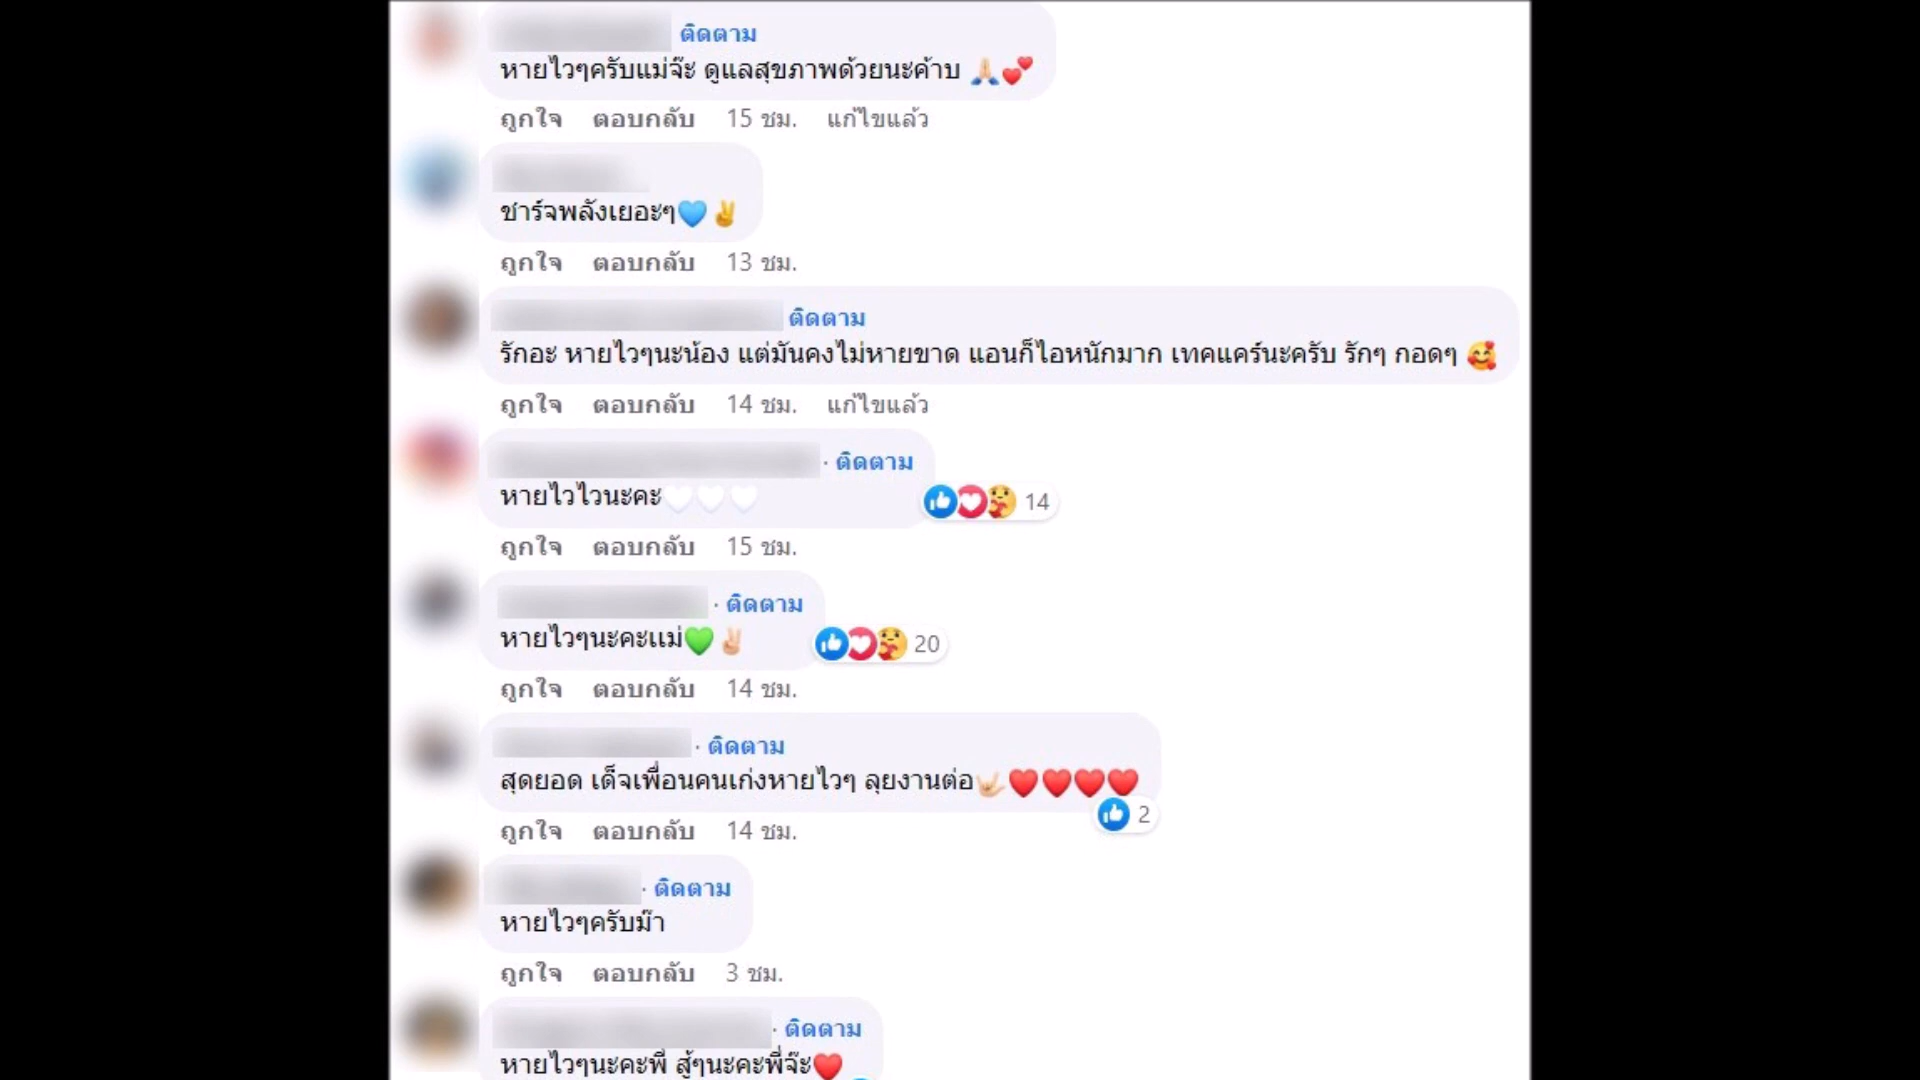 ติดตาม
หายไวๆครับแม่จ๊ะ ดูแลสุขภาพด้วยนะค้าบ 🙏🏻💕
ถูกใจ ตอบกลับ 15 ชม. แก้ไขแล้ว
ชาร์จพลังเยอะๆ💙✌️
ถูกใจ ตอบกลับ 13 ชม.
ติดตาม
รักอะ หายไวๆนะน้อง แต่มันคงไม่หายขาด แอนก็ไอหนักมาก เทคแคร์นะครับ รักๆ กอดๆ 🥰
ถูกใจ ตอบกลับ 14 ชม. แก้ไขแล้ว
· ติดตาม
หายไวไวนะคะ🤍🤍🤍
14
ถูกใจ ตอบกลับ 15 ชม.
· ติดตาม
หายไวๆนะคะแม่💚✌🏻
20
ถูกใจ ตอบกลับ 14 ชม.
· ติดตาม
สุดยอด เด็จเพื่อนคนเก่งหายไวๆ ลุยงานต่อ🤟🏻❤️❤️❤️❤️
2
ถูกใจ ตอบกลับ 14 ชม.
· ติดตาม
หายไวๆครับม๊า
ถูกใจ ตอบกลับ 3 ชม.
· ติดตาม
หายไวๆนะคะพี่ สู้ๆนะคะพี่จ๊ะ❤️